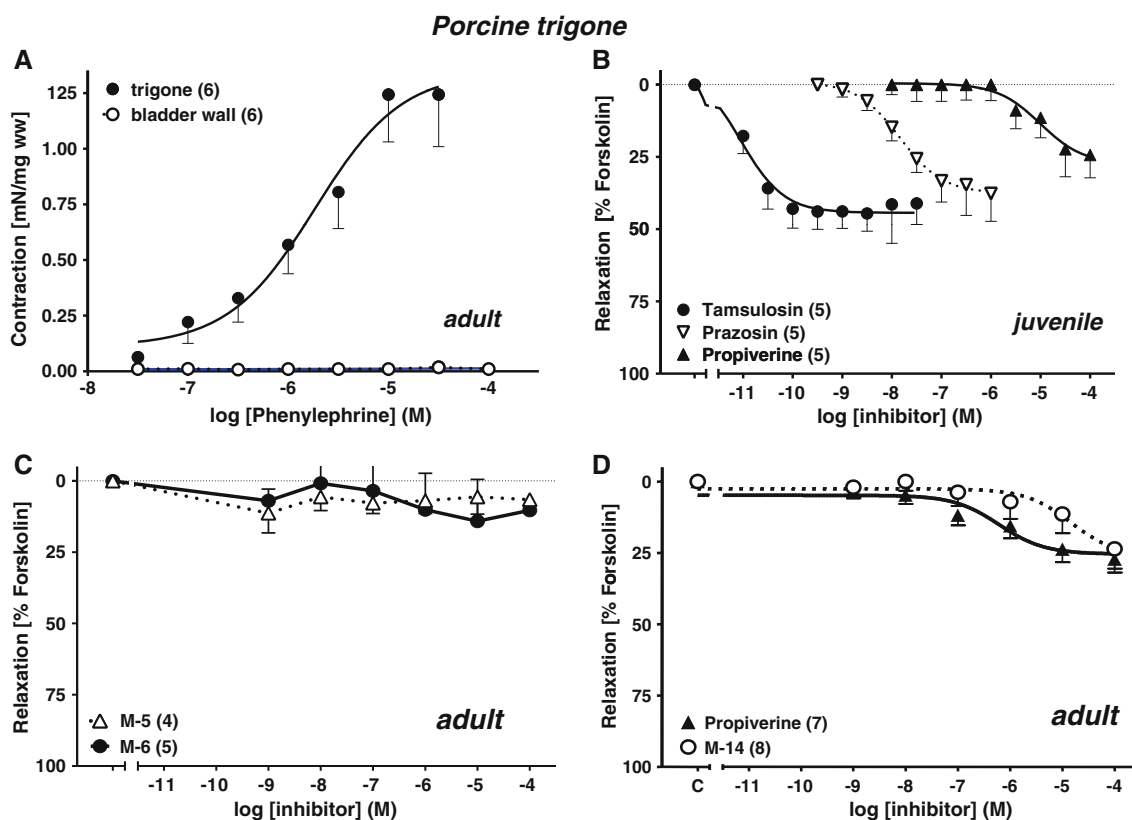 Porcine trigone
A
Contraction [mN/mg ww]
125
1.00
0.75
0.50
0.25
0.00
trigone (6)
bladder wall (6)
adult
-8 -7 -6 -5 -4
log [Phenylephrine] (M)
B
Relaxation [% Forskolin]
0
25
50
75
100
Tamsulosin (5)
Prazosin (5)
Propiverine (5)
juvenile
-11 -10 -9 -8 -7 -6 -5 -4
log [inhibitor] (M)
C
Relaxation [% Forskolin]
0
25
50
75
100
M-5 (4)
M-6 (5)
adult
-11 -10 -9 -8 -7 -6 -5 -4
log [inhibitor] (M)
D
Relaxation [% Forskolin]
0
25
50
75
100
Propiverine (7)
M-14 (8)
adult
C -11 -10 -9 -8 -7 -6 -5 -4
log [inhibitor] (M)